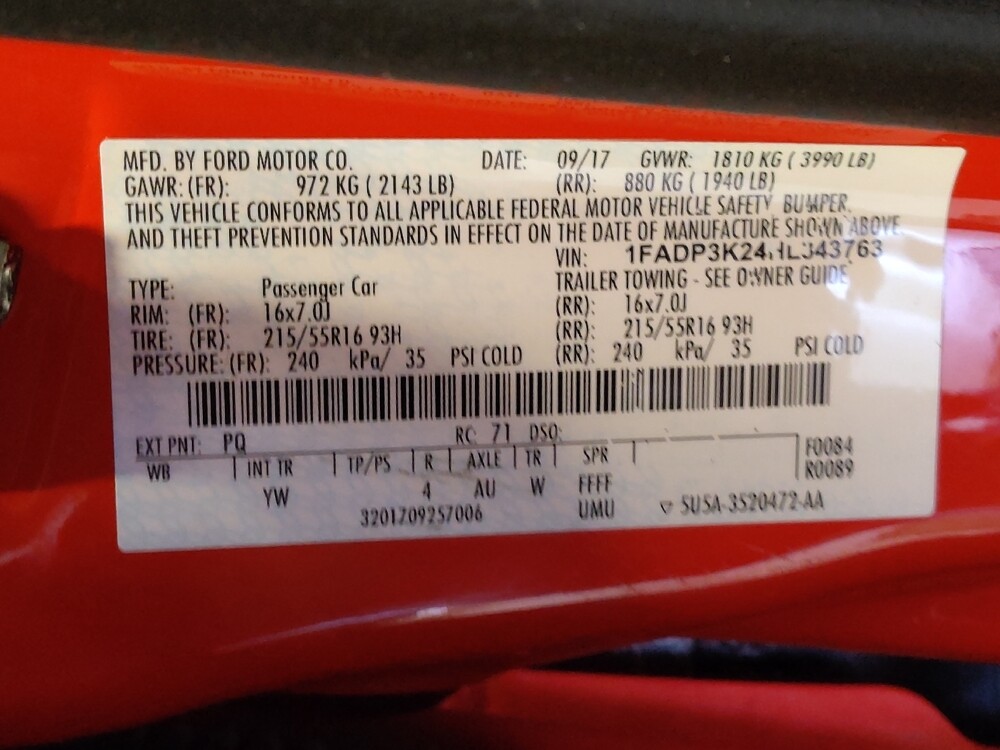 MFD. BY FORD MOTOR CO. DATE: 09/17 GVWR: 1810 KG ( 3990 LB)
GAWR: (FR): 972 KG ( 2143 LB) (RR): 880 KG ( 1940 LB)
THIS VEHICLE CONFORMS TO ALL APPLICABLE FEDERAL MOTOR VEHICLE SAFETY, BUMPER,
AND THEFT PREVENTION STANDARDS IN EFFECT ON THE DATE OF MANUFACTURE SHOWN ABOVE.
VIN:
TYPE: Passenger Car TRAILER TOWING - SEE OWNER GUIDE
RIM: (FR): 16x7.0J (RR): 16x7.0J
TIRE: (FR): 215/55R16 93H (RR): 215/55R16 93H
PRESSURE: (FR): 240 kPa/ 35 PSI COLD (RR): 240 kPa/ 35 PSI COLD
EXT PNT: PQ RC: 71 DSO:
WB INT TR TP/PS R AXLE TR SPR F0084
R0089
YW 4 AU W FFFF
3201709257006 UMU ▽ 5U5A-3520472-AA